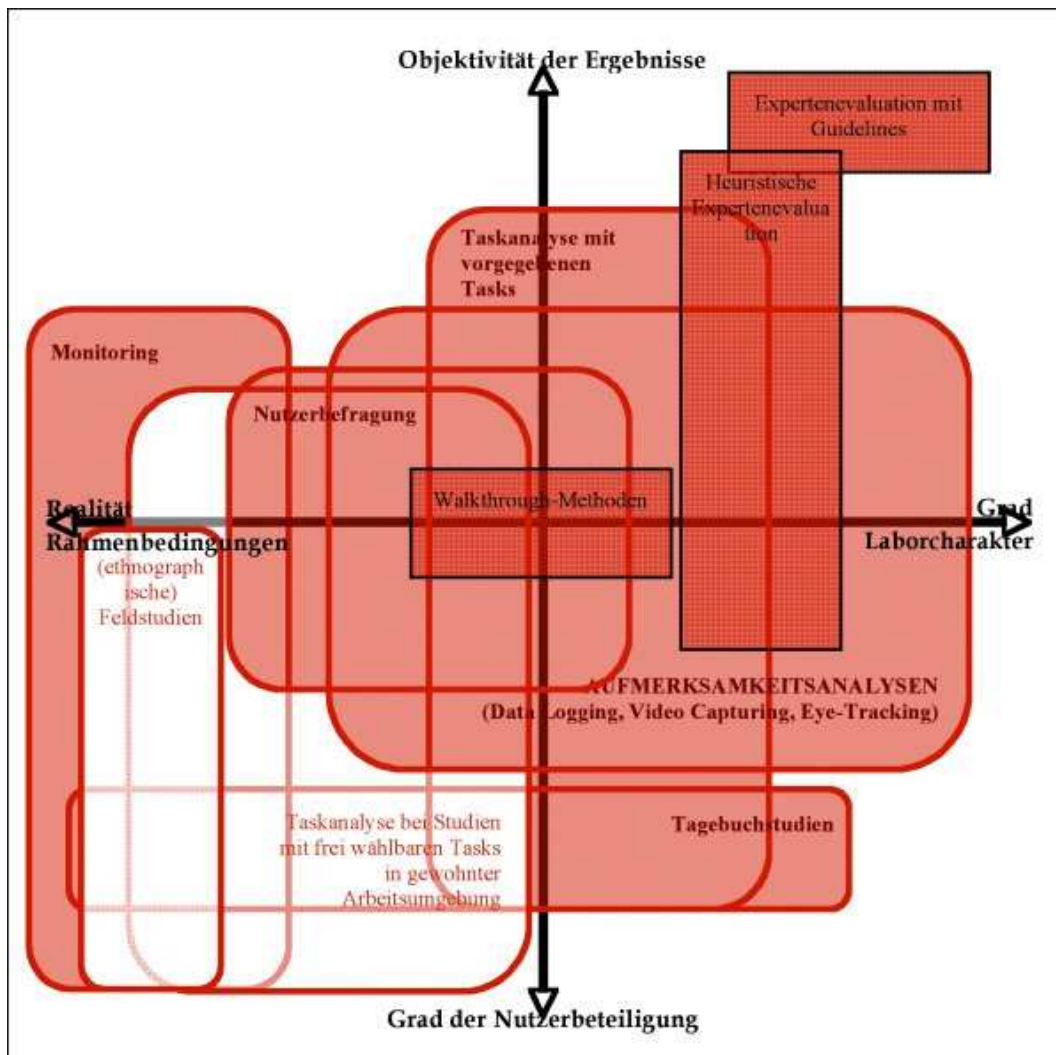 Objektivität der Ergebnisse
Expertenevaluation mit
Guidelines
Heuristische
Expertenevalua
tion
Taskanalyse mit
vorgegebenen
Tasks
Monitoring
Nutzerbefragung
Walkthrough-Methoden
Realität
Rahmenbedingungen
Grad
Laborcharakter
(ethnograph
ische)
Feldstudien
AUFMERKSAMKEITSANALYSEN
(Data Logging, Video Capturing, Eye-Tracking)
Taskanalyse bei Studien
mit frei wählbaren Tasks
in gewohnter
Arbeitsumgebung
Tagebuchstudien
Grad der Nutzerbeteiligung